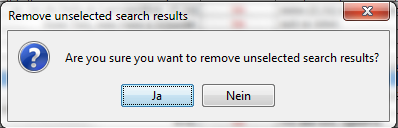 Remove unselected search results
Are you sure you want to remove unselected search results?
Ja
Nein